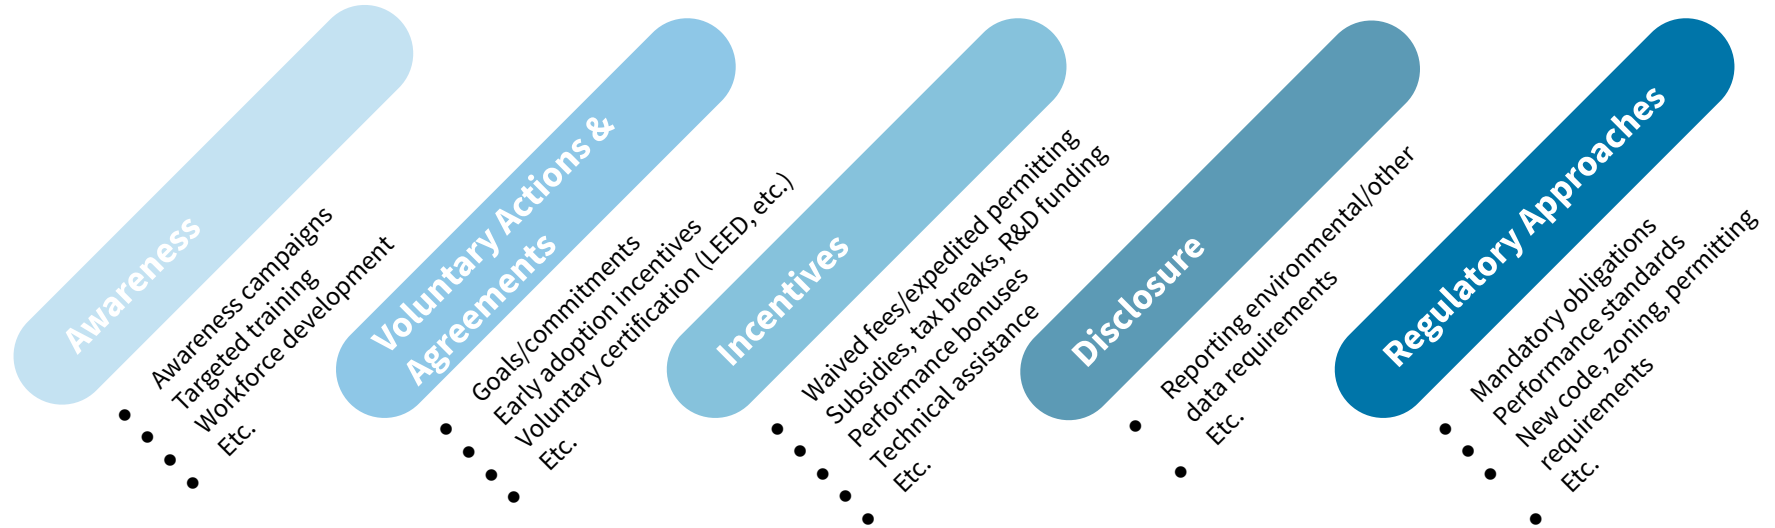 Awareness
• Awareness campaigns
• Targeted training
• Workforce development
• Etc.
Voluntary Actions &
Agreements
• Goals/commitments
• Early adoption incentives
• Voluntary certification (LEED, etc.)
• Etc.
Incentives
• Waived fees/expedited permitting
• Subsidies, tax breaks, R&D funding
• Performance bonuses
• Technical assistance
• Etc.
Disclosure
• Reporting environmental/other
data requirements
• Etc.
Regulatory Approaches
• Mandatory obligations
• Performance standards
• New code, zoning, permitting
requirements
• Etc.